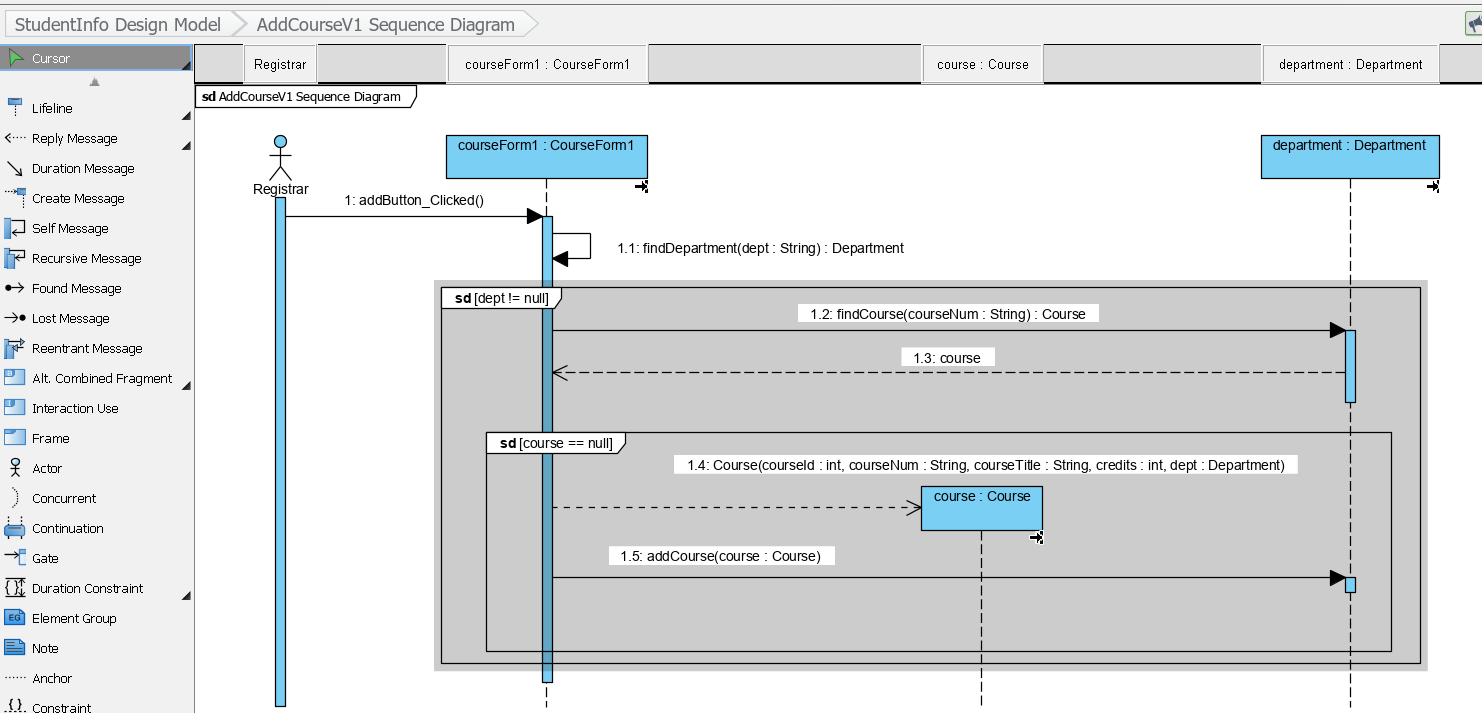 StudentInfo Design Model
AddCourseV1 Sequence Diagram
Cursor
Lifeline
Reply Message
Duration Message
Create Message
Self Message
Recursive Message
Found Message
Lost Message
Reentrant Message
Alt. Combined Fragment
Interaction Use
Frame
Actor
Concurrent
Continuation
Gate
Duration Constraint
EG
Element Group
Note
Anchor
Constraint
Registrar
courseForm1 : CourseForm1
course : Course
department : Department
sd AddCourseV1 Sequence Diagram
courseForm1 : CourseForm1
department : Department
Registrar
1: addButton_Clicked()
1.1: findDepartment(dept : String) : Department
sd [dept != null]
1.2: findCourse(courseNum : String) : Course
1.3: course
sd [course == null]
1.4: Course(courseId : int, courseNum : String, courseTitle : String, credits : int, dept : Department)
course : Course
1.5: addCourse(course : Course)